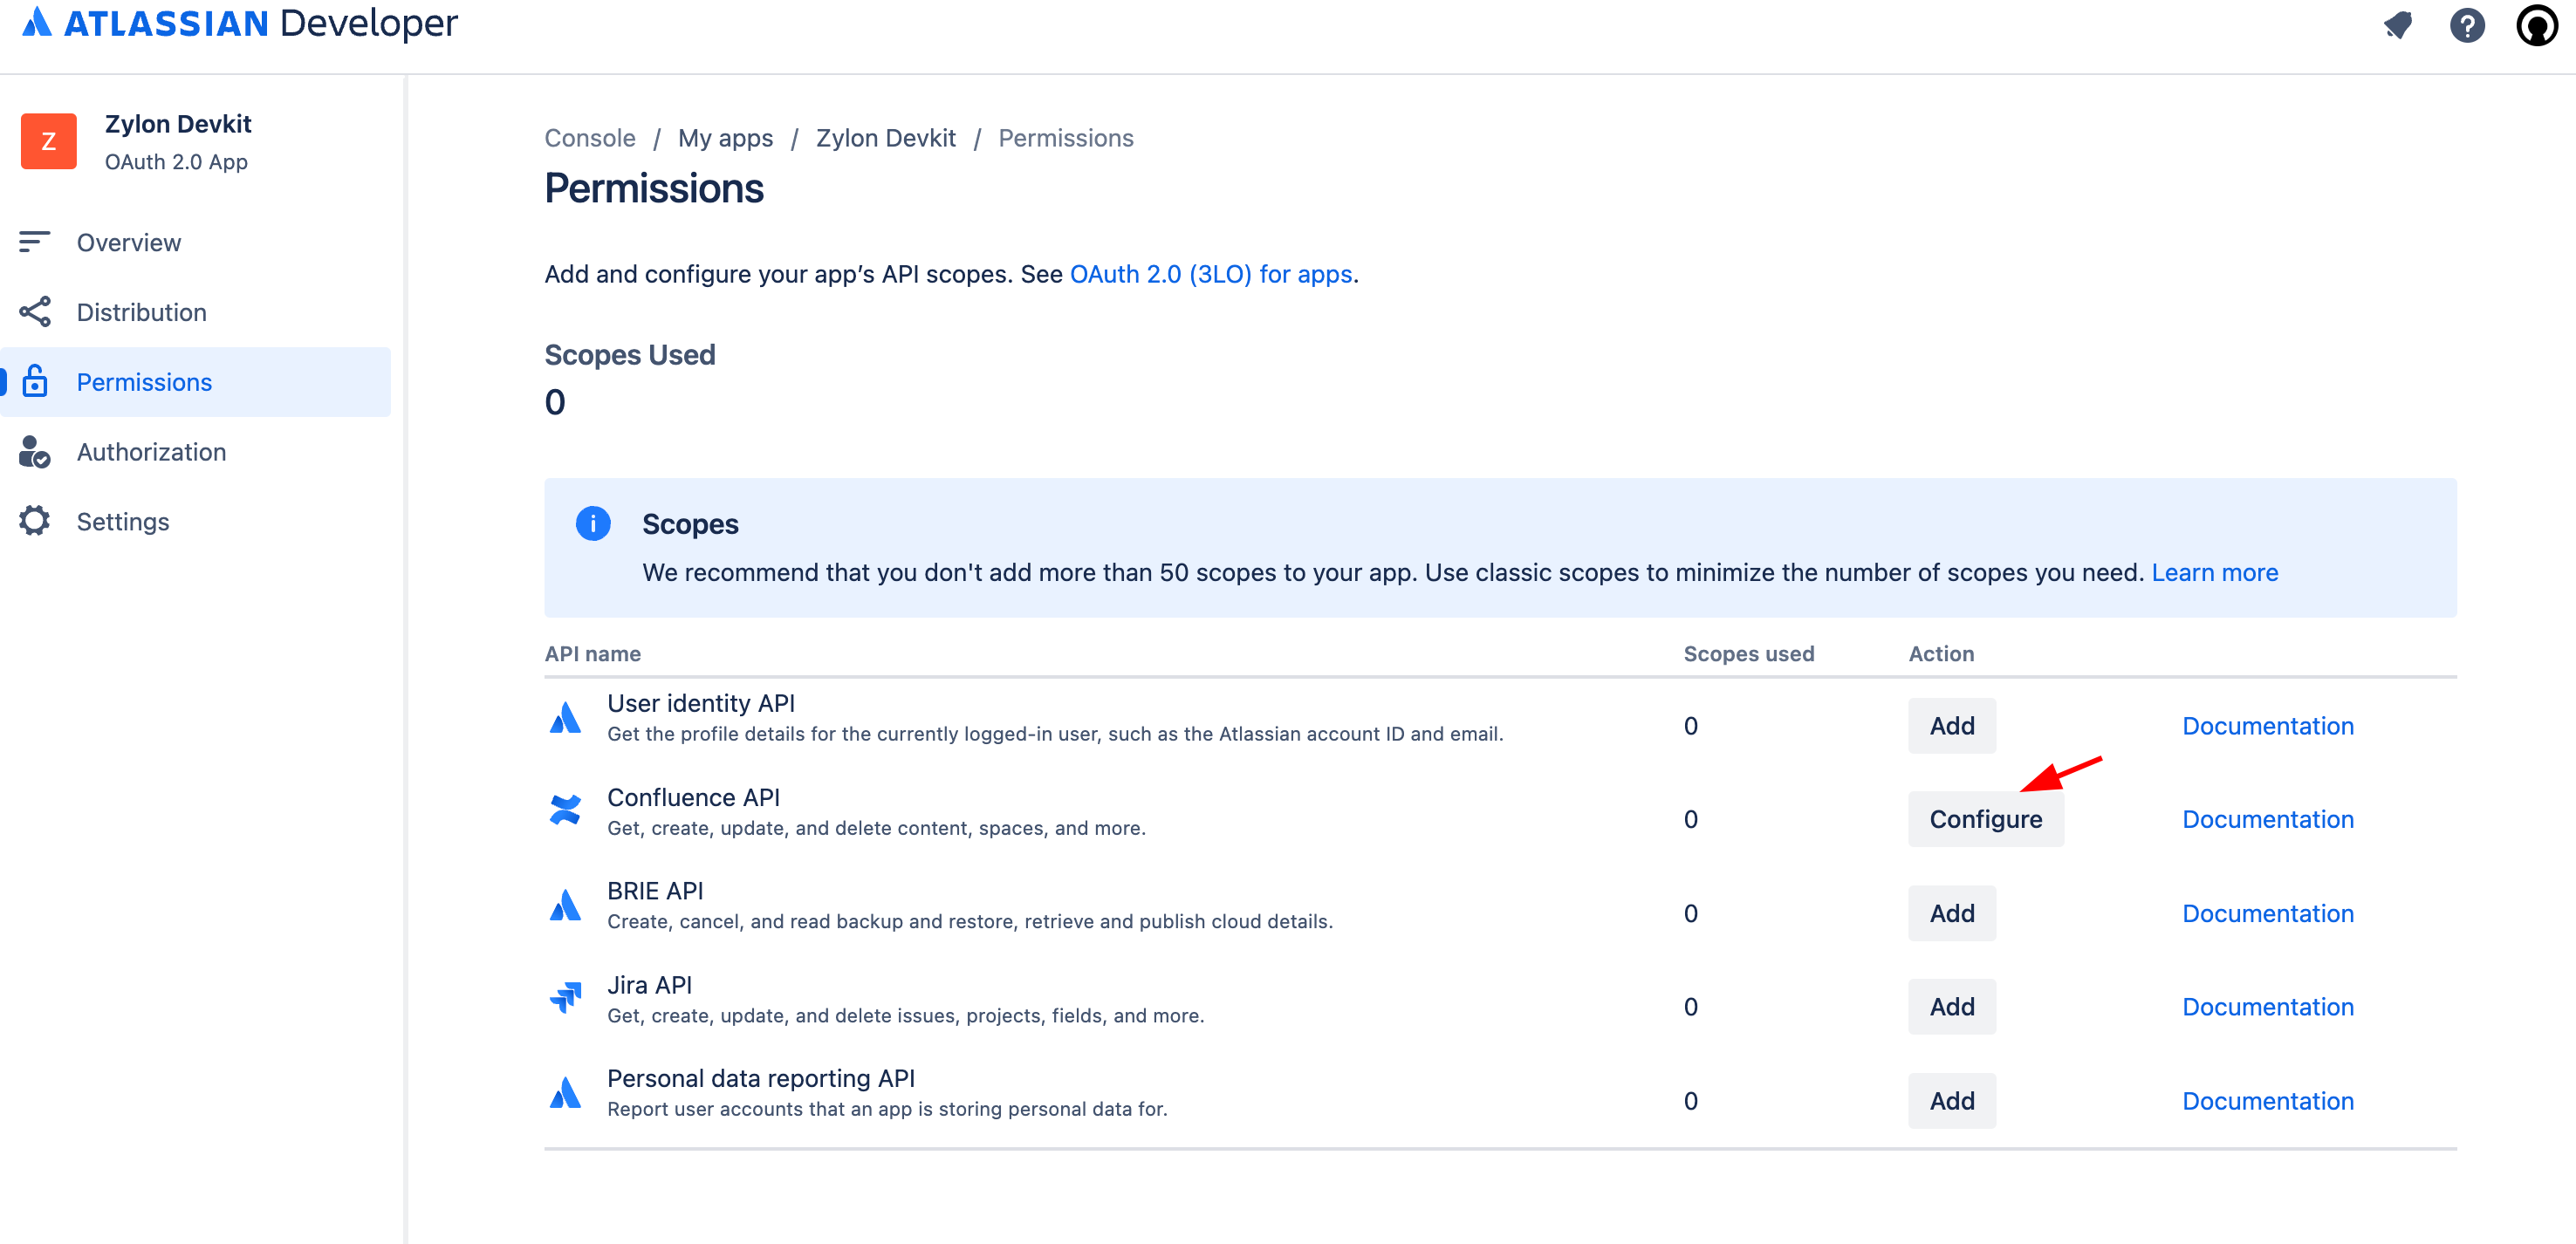 ATLASSIAN Developer
Z
Zylon Devkit
OAuth 2.0 App
Overview
Distribution
Permissions
Authorization
Settings
Console / My apps / Zylon Devkit / Permissions
Permissions
Add and configure your app’s API scopes. See OAuth 2.0 (3LO) for apps.
Scopes Used
0
Scopes
We recommend that you don't add more than 50 scopes to your app. Use classic scopes to minimize the number of scopes you need. Learn more
API name Scopes used Action
User identity API
Get the profile details for the currently logged-in user, such as the Atlassian account ID and email.
0 Add Documentation
Confluence API
Get, create, update, and delete content, spaces, and more.
0 Configure Documentation
BRIE API
Create, cancel, and read backup and restore, retrieve and publish cloud details.
0 Add Documentation
Jira API
Get, create, update, and delete issues, projects, fields, and more.
0 Add Documentation
Personal data reporting API
Report user accounts that an app is storing personal data for.
0 Add Documentation